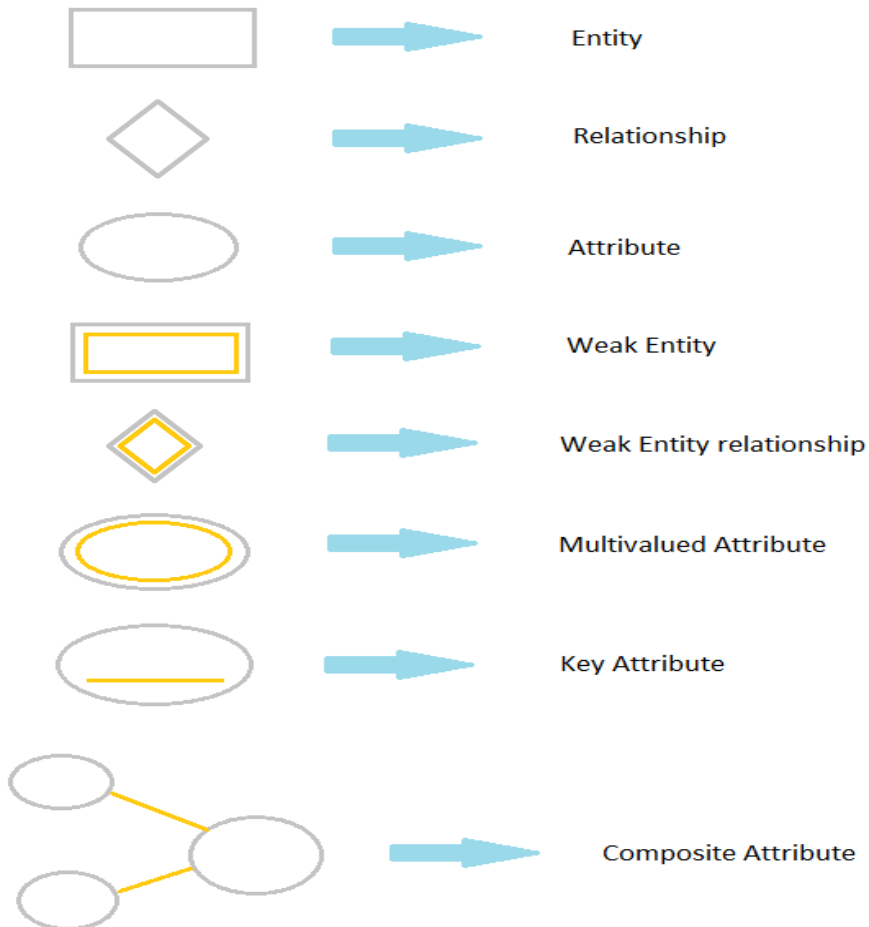 Entity
Relationship
Attribute
Weak Entity
Weak Entity relationship
Multivalued Attribute
Key Attribute
Composite Attribute